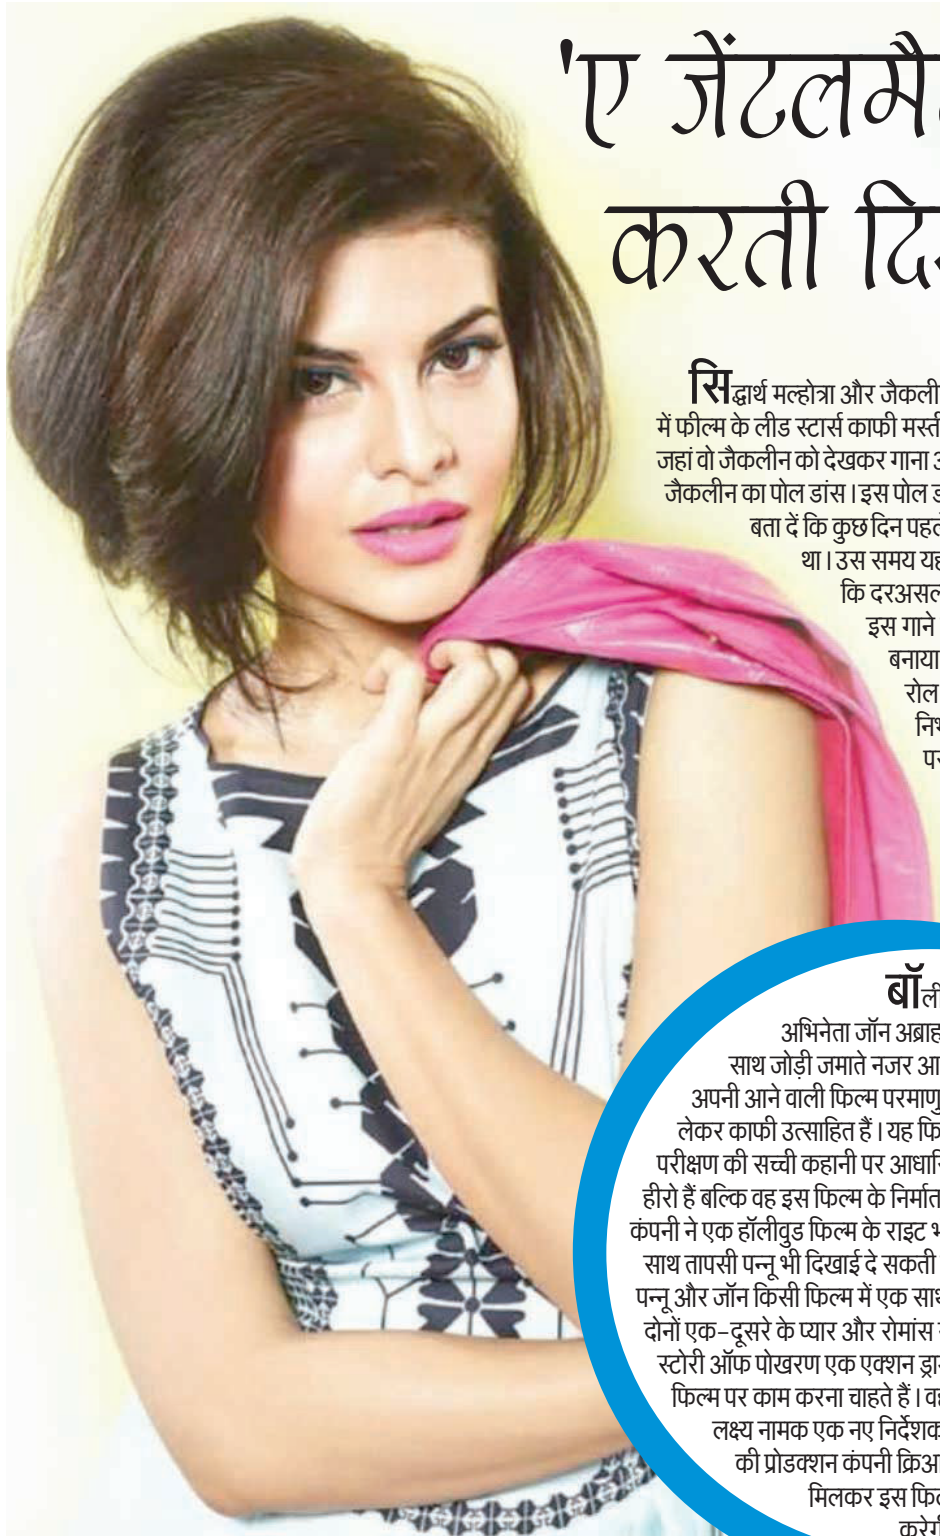 'ए जेंटलमै
करती
सिद्धार्थ मल्होत्रा और जैकली
में फील्म के लीड स्टार्स काफी मस्ती
जहां वो जैकलीन को देखकर गाना
जैकलीन का पोल डांस । इस पोल
बता दें कि कुछ दिन पहले
था । उस समय यह
कि दरअसल
इस गाने
बनाया
रोल
पर
बॉली
अभिनेता जॉन अब्राह
साथ जोड़ी जमाते नजर आ
अपनी आने वाली फिल्म परमाणु
लेकर काफी उत्साहित हैं । यह फि
परीक्षण की सच्ची कहानी पर आधारि
हीरो हैं बल्कि वह इस फिल्म के निर्मात
कंपनी ने एक हॉलीवुड फिल्म के राइट
साथ तापसी पन्नू भी दिखाई दे सकती
पन्नू और जॉन किसी फिल्म में एक साथ
दोनों एक-दूसरे के प्यार और रोमांस
स्टोरी ऑफ पोखरण एक एक्शन ड्रा
फिल्म पर काम करना चाहते हैं । वह
लक्ष्य नामक एक नए निर्देशक
की प्रोडक्शन कंपनी क्रिअ
मिलकर इस फिल